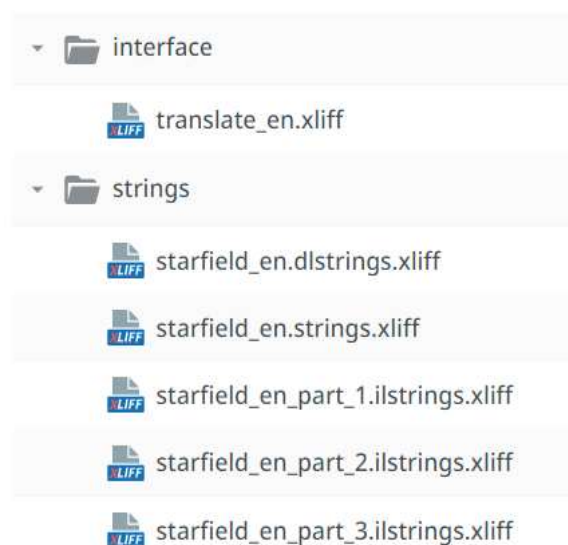 interface
XLIFF translate_en.xliff
strings
XLIFF starfield_en.dlstrings.xliff
XLIFF starfield_en.strings.xliff
XLIFF starfield_en_part_1.ilstrings.xliff
XLIFF starfield_en_part_2.ilstrings.xliff
XLIFF starfield_en_part_3.ilstrings.xliff